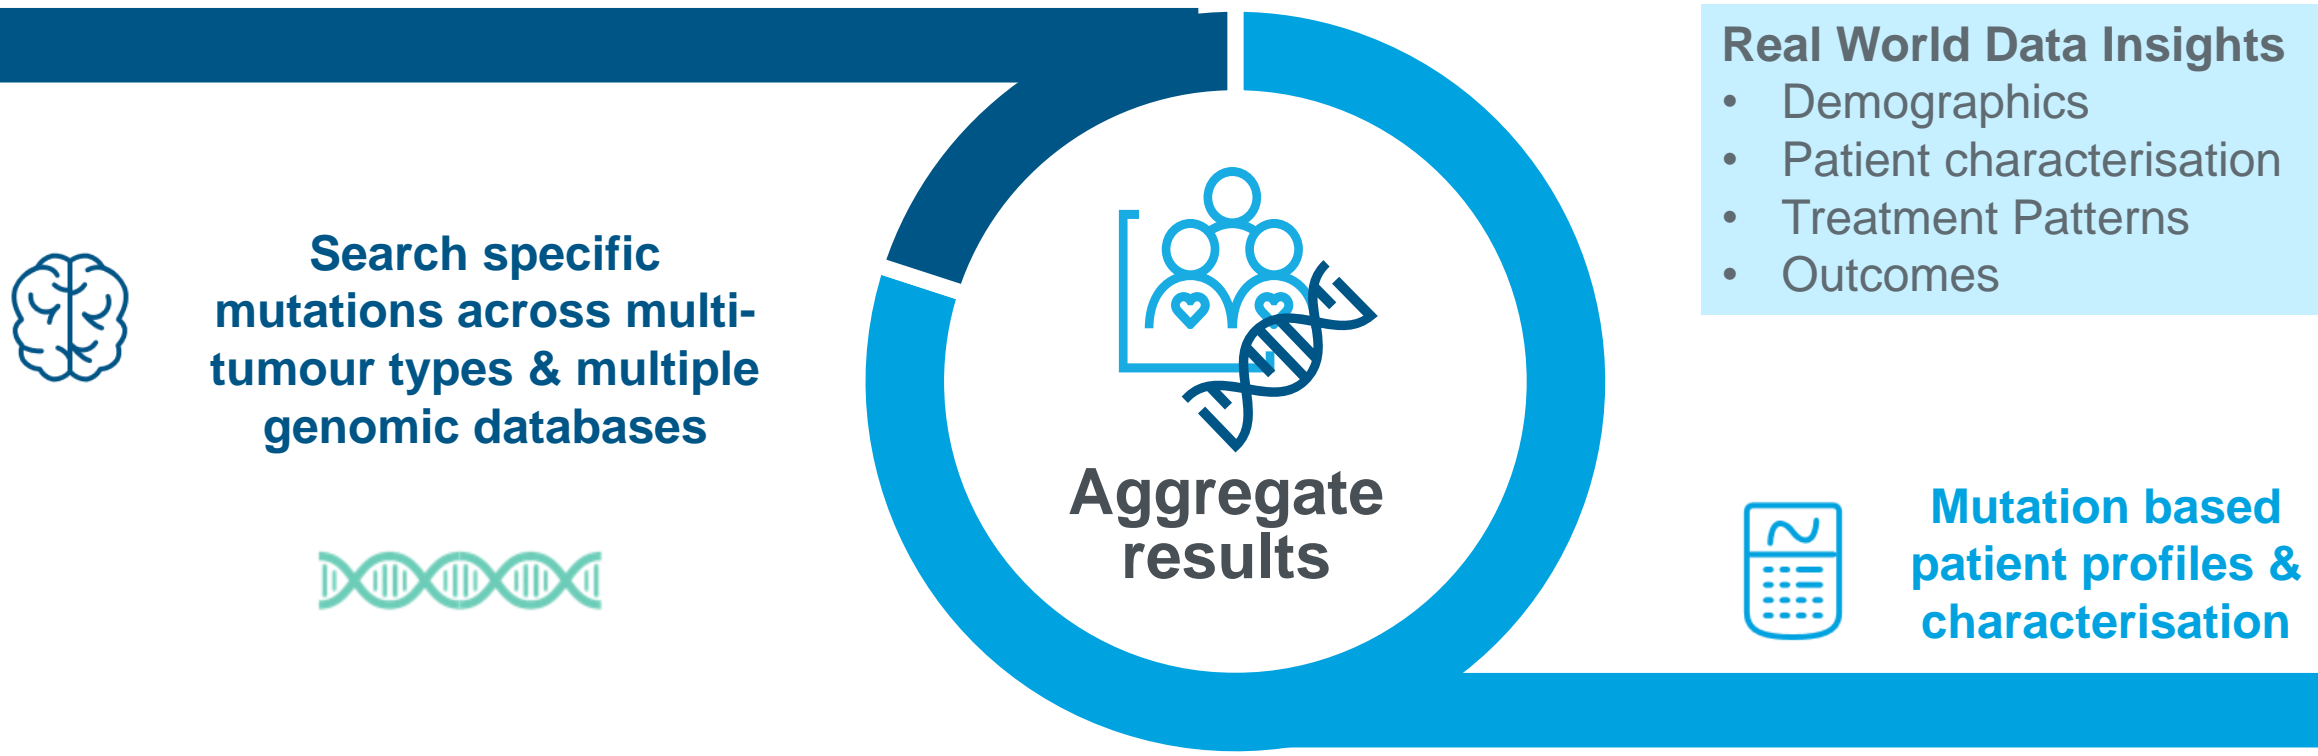 Search specific
mutations across multi-
tumour types & multiple
genomic databases
Aggregate
results
Real World Data Insights
• Demographics
• Patient characterisation
• Treatment Patterns
• Outcomes
Mutation based
patient profiles &
characterisation